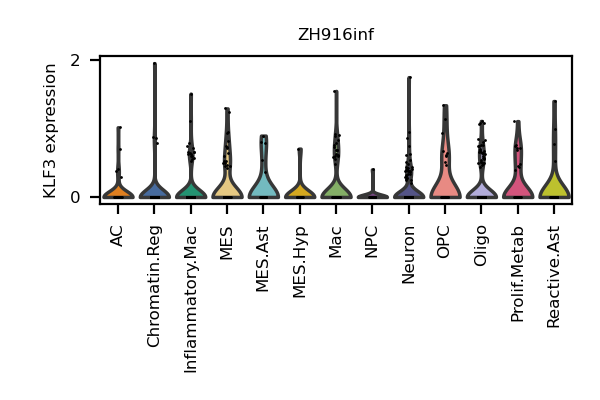 ZH916inf
KLF3 expression
2
0
AC
Chromatin.Reg
Inflammatory.Mac
MES
MES.Ast
MES.Hyp
Mac
NPC
Neuron
OPC
Oligo
Prolif.Metab
Reactive.Ast